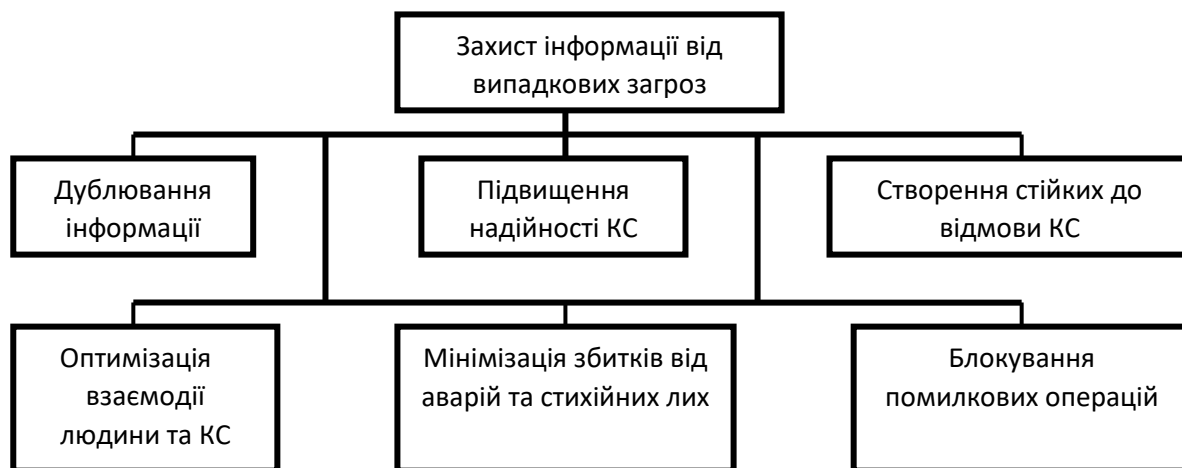 Захист інформації від
випадкових загроз
Дублювання
інформації
Підвищення
надійності КС
Створення стійких до
відмови КС
Оптимізація
взаємодії
людини та КС
Мінімізація збитків від
аварій та стихійних лих
Блокування
помилкових операцій